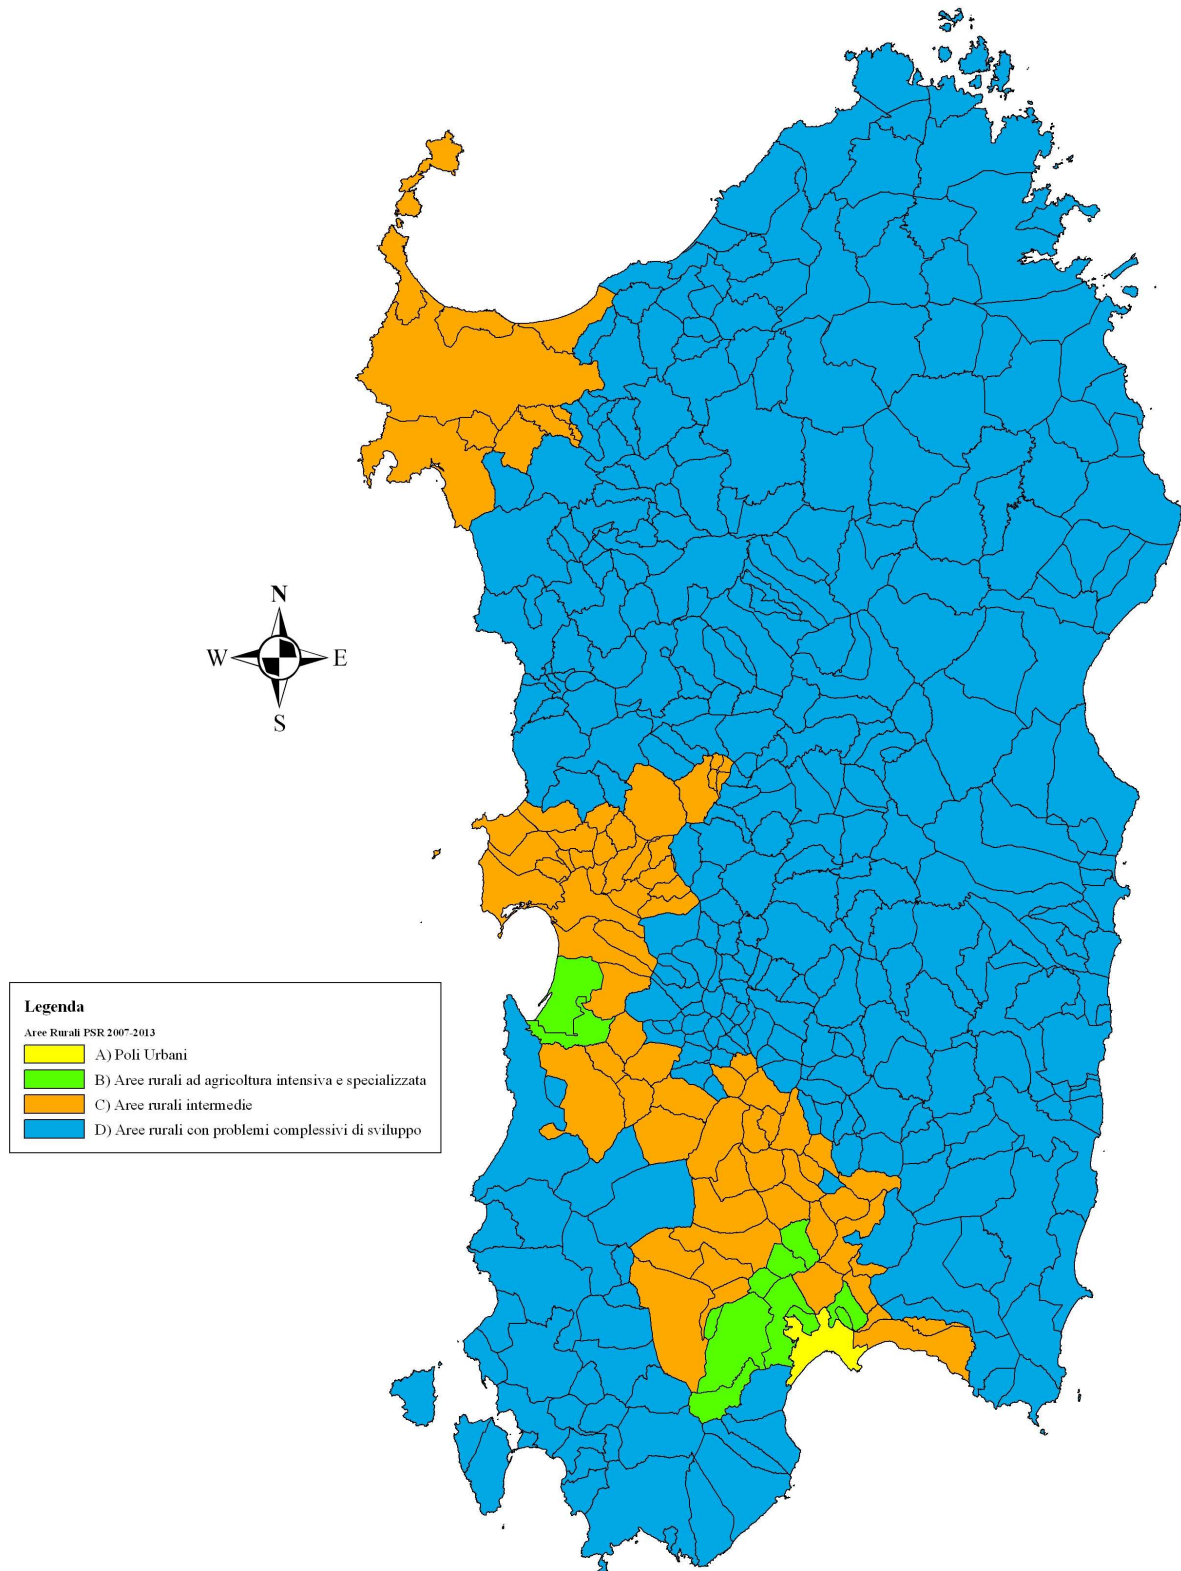 N
W E
S
Legenda
Aree Rurali PSR 2007-2013
A) Poli Urbani
B) Aree rurali ad agricoltura intensiva e specializzata
C) Aree rurali intermedie
D) Aree rurali con problemi complessivi di sviluppo